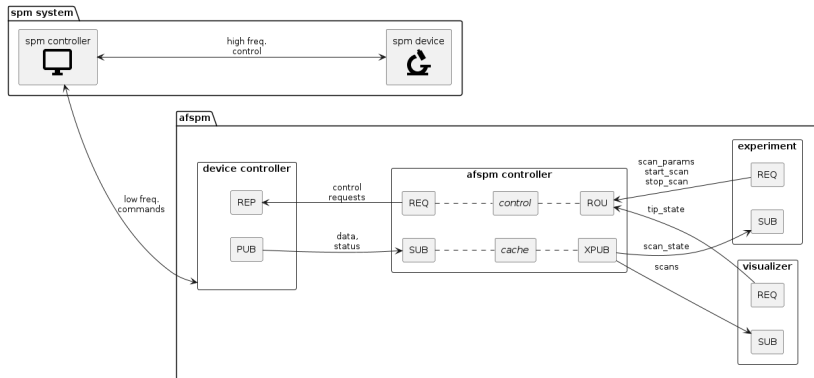 spm system
spm controller
high freq.
control
spm device
low freq.
commands
afspm
device controller
REP
PUB
control
requests
data,
status
afspm controller
REQ
control
ROU
SUB
cache
XPUB
scan_params
start_scan
stop_scan
tip_state
scan_state
scans
experiment
REQ
SUB
visualizer
REQ
SUB